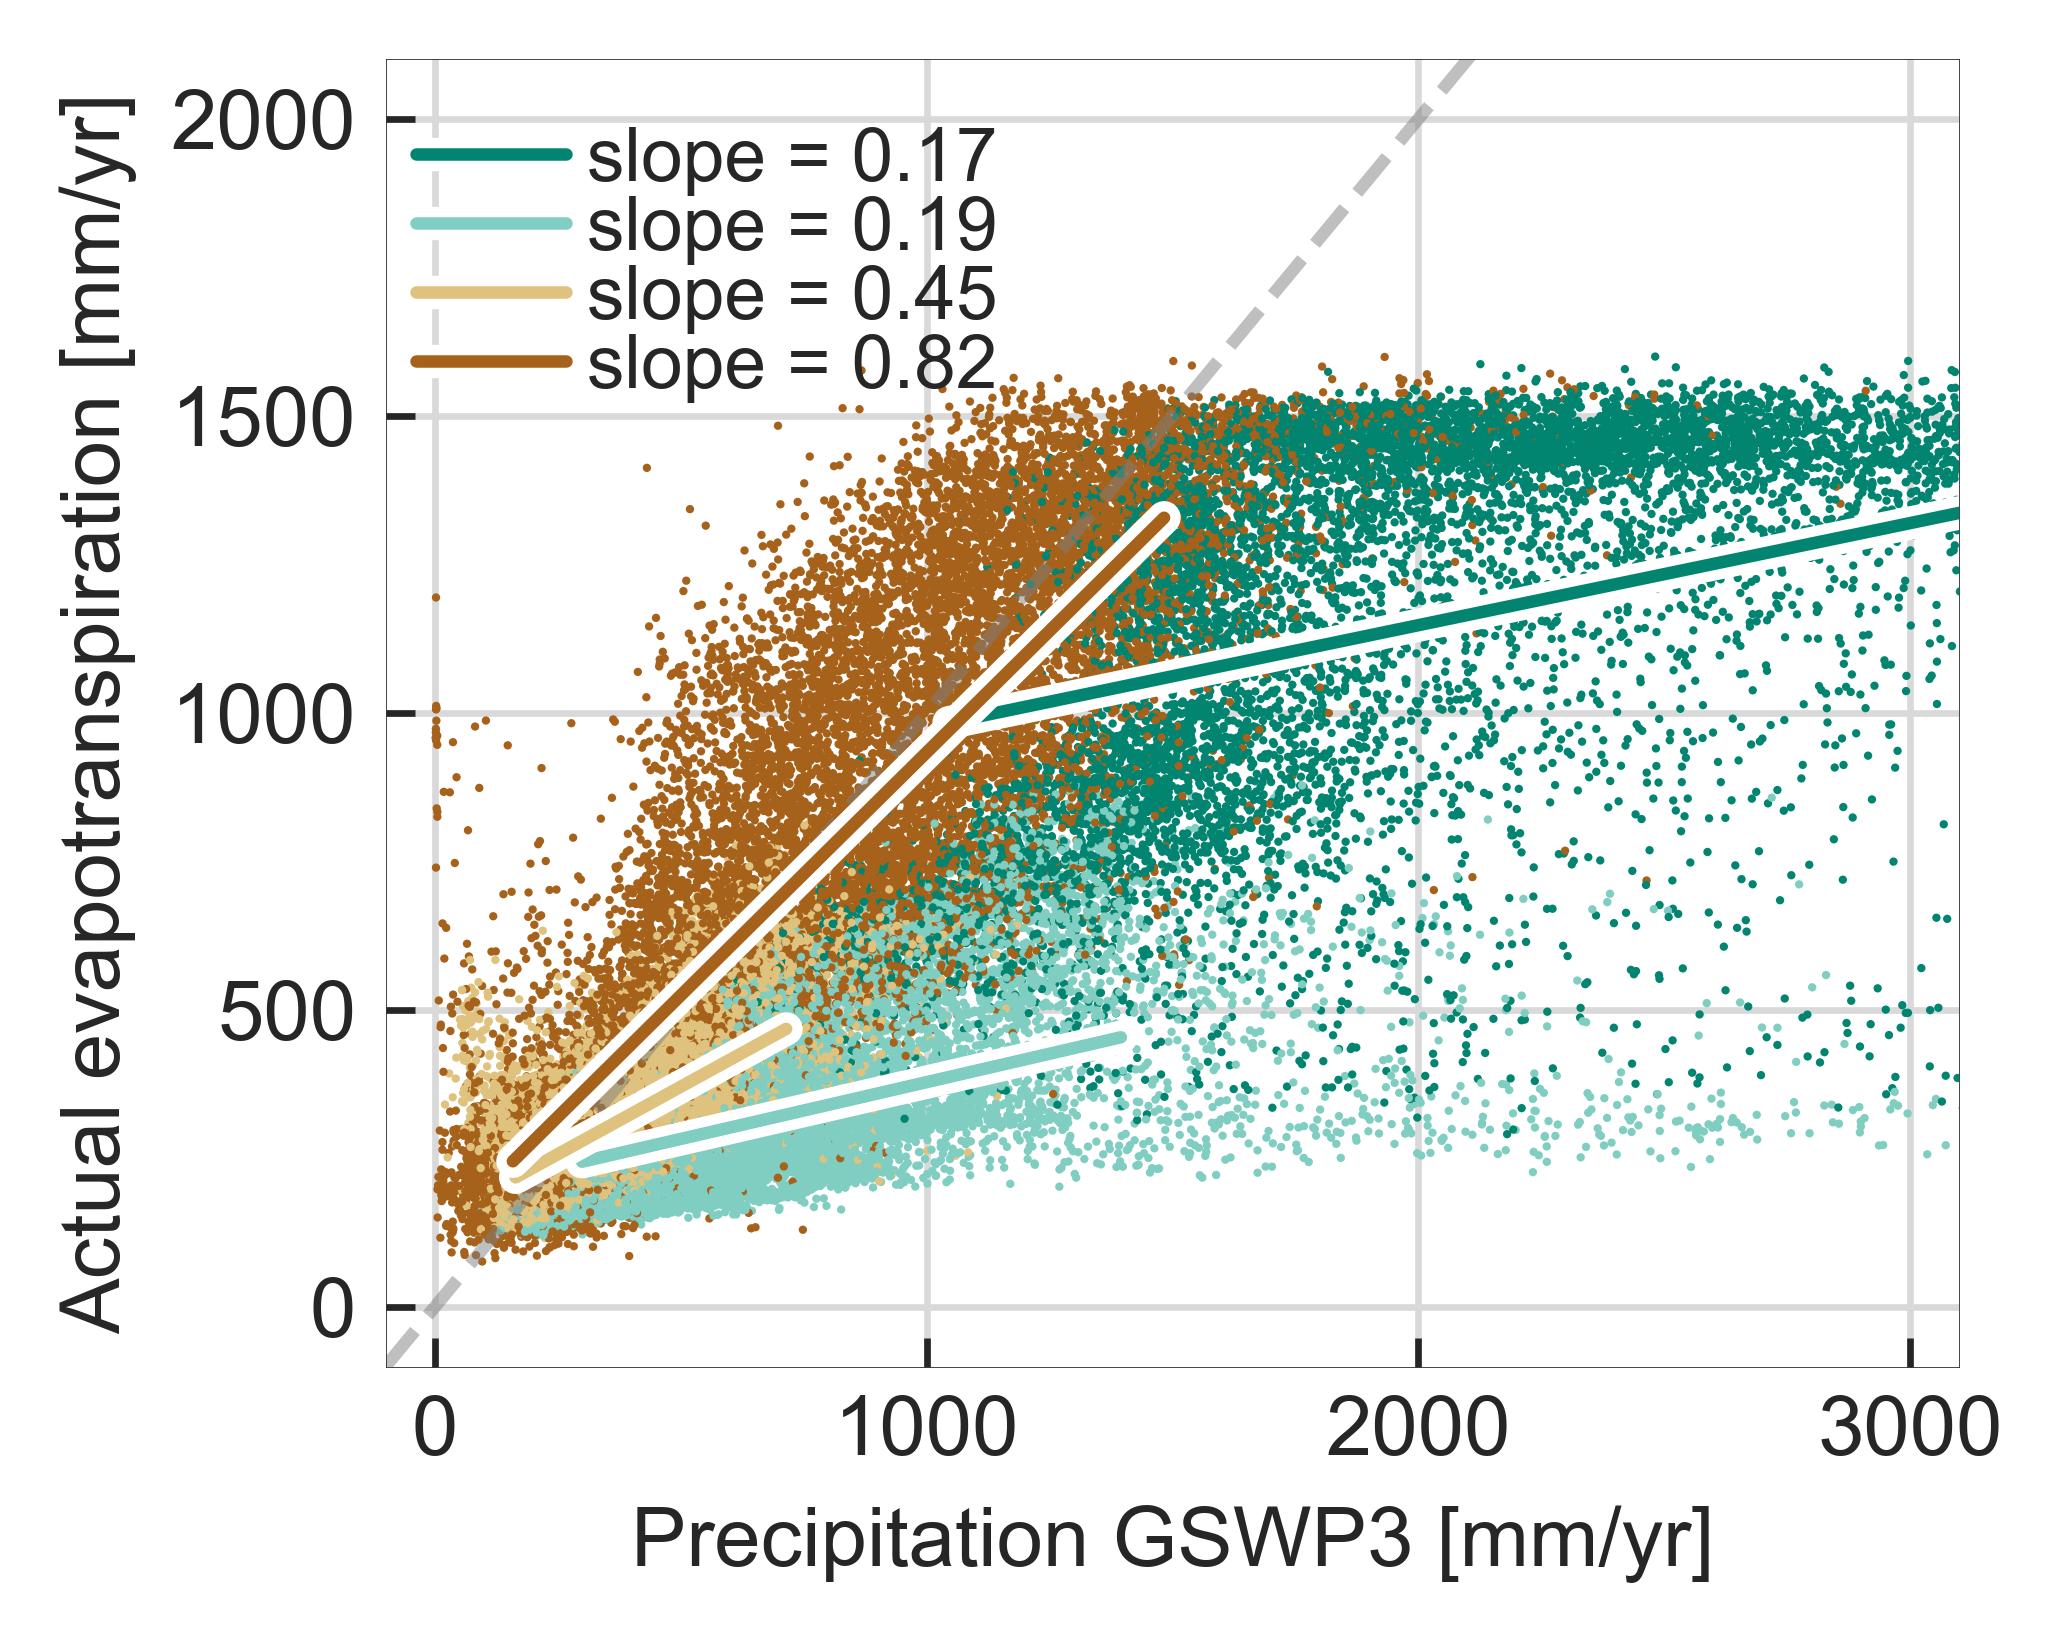 Actual evapotranspiration [mm/yr]
2000
1500
1000
500
0
slope = 0.17
slope = 0.19
slope = 0.45
slope = 0.82
0 1000 2000 3000
Precipitation GSWP3 [mm/yr]